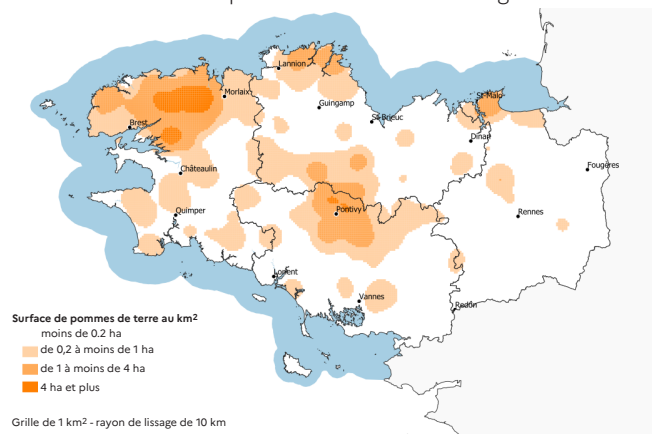 Lannion
Morlaix
Guingamp
St-Malo
St-Brieuc
Brest
Dinan
Châteaulin
Fougères
Quimper
Pontivy
Rennes
Lorient
Vannes
Redon
Surface de pommes de terre au km²
moins de 0.2 ha
de 0,2 à moins de 1 ha
de 1 à moins de 4 ha
4 ha et plus
Grille de 1 km² - rayon de lissage de 10 km